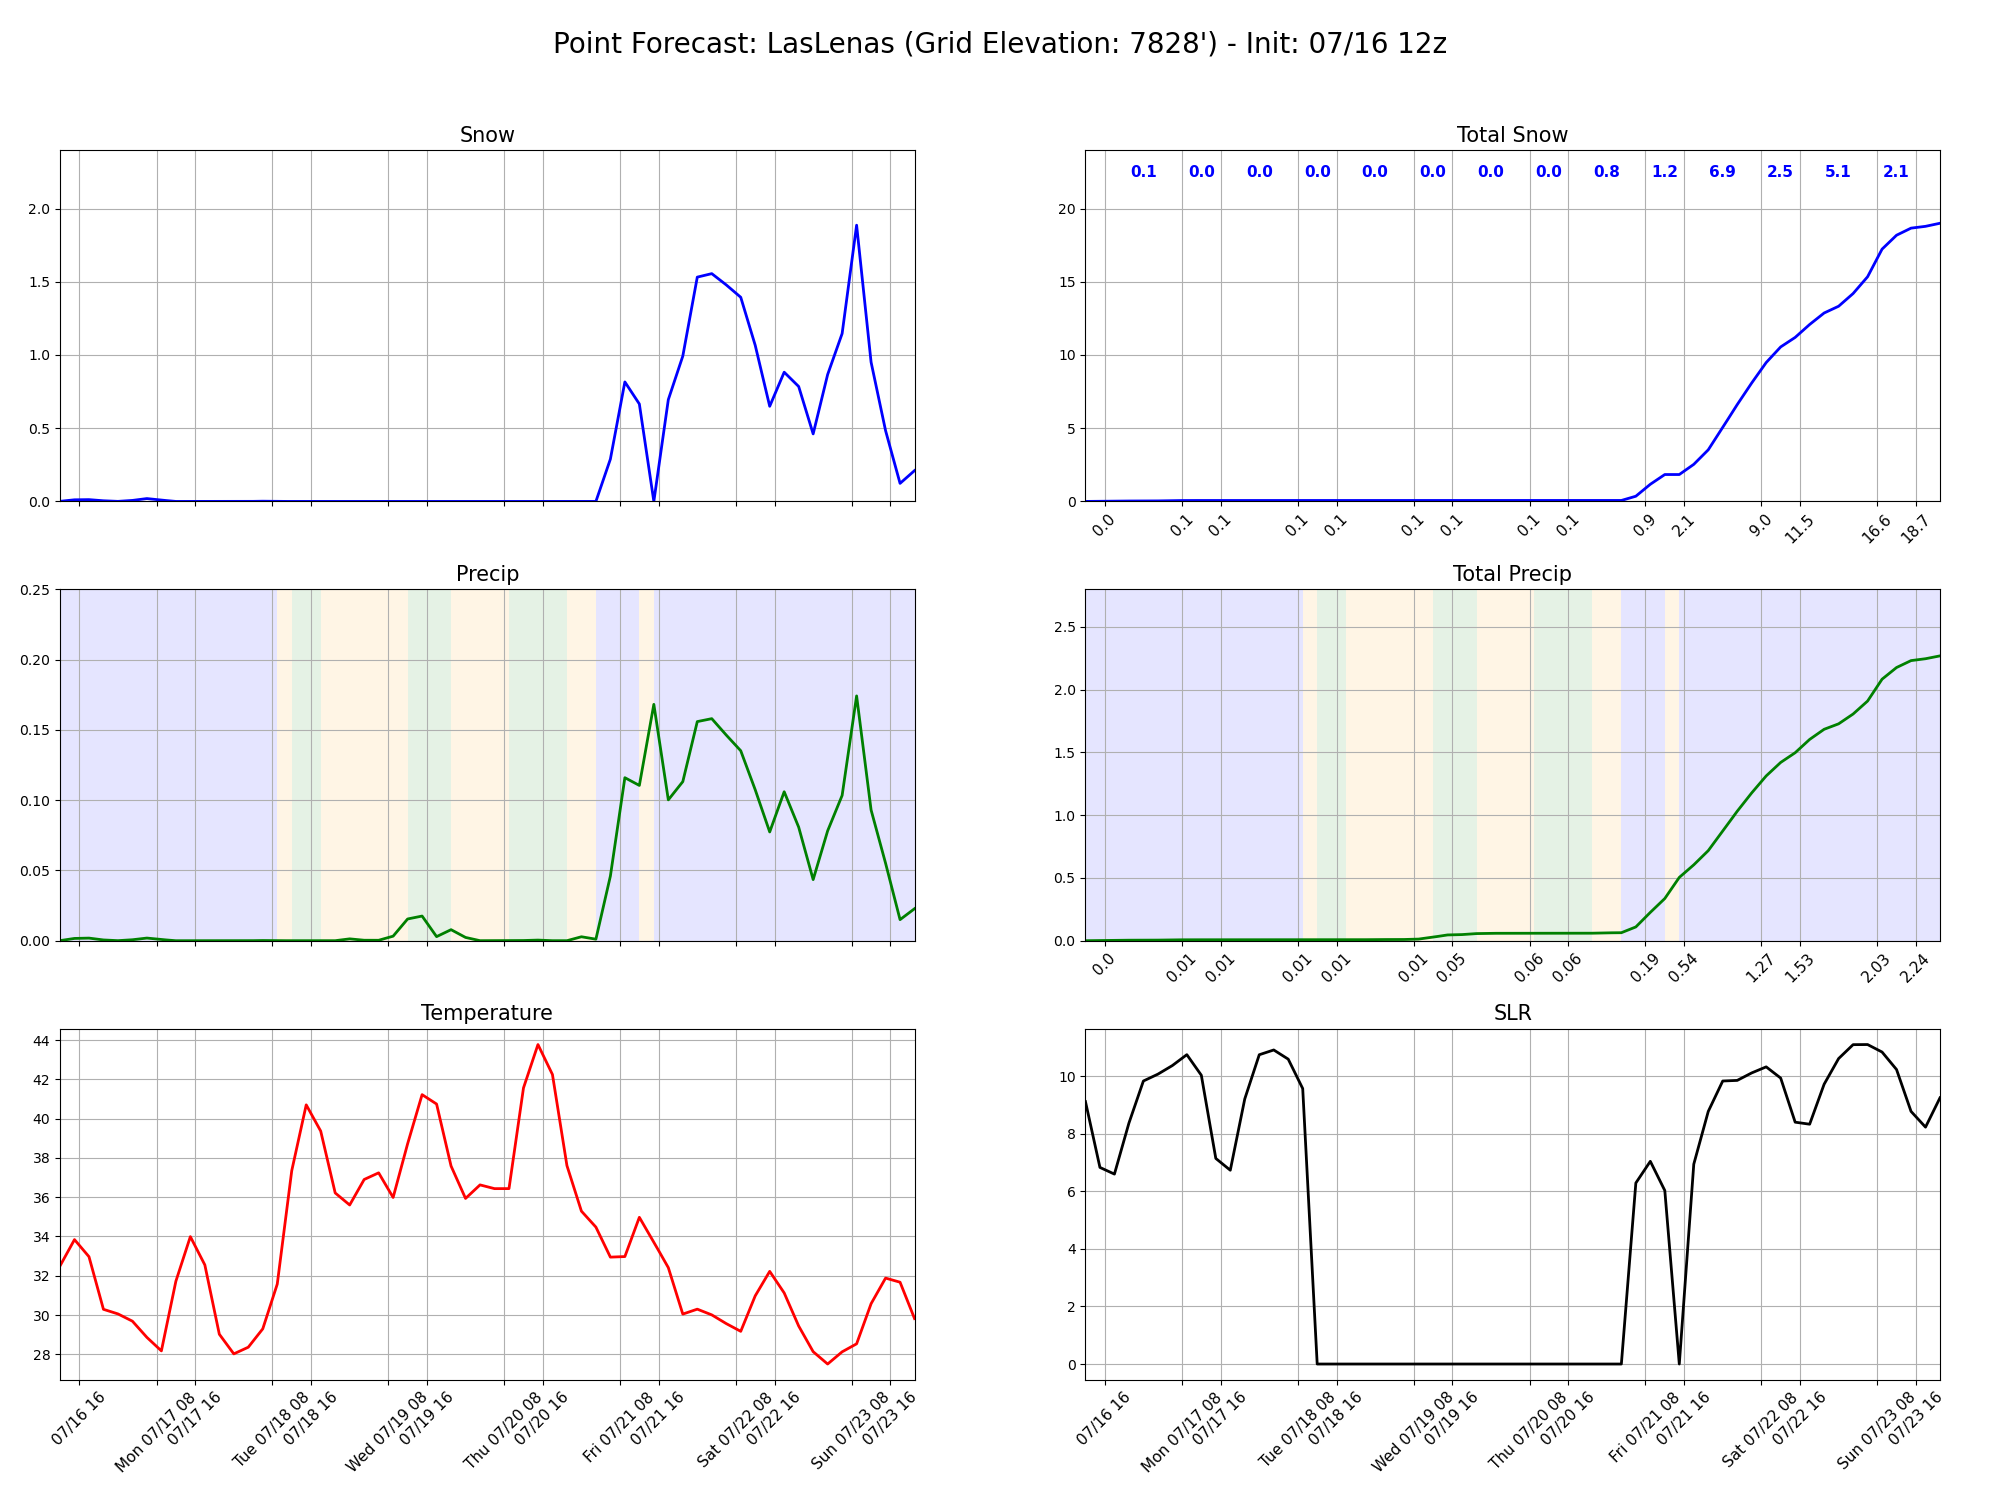 Point Forecast: LasLenas (Grid Elevation: 7828') - Init: 07/16 12z
Snow
2.0
1.5
1.0
0.5
0.0
Total Snow
0.1 0.0 0.0 0.0 0.0 0.0 0.0 0.0 0.8 1.2 6.9 2.5 5.1 2.1
20
15
10
5
0
0.0 0.1 0.1 0.1 0.1 0.1 0.1 0.1 0.1 0.9 2.1 9.0 11.5 16.6 18.7
Precip
0.25
0.20
0.15
0.10
0.05
0.00
Total Precip
2.5
2.0
1.5
1.0
0.5
0.0
0.0 0.01 0.01 0.01 0.01 0.01 0.05 0.06 0.06 0.19 0.54 1.27 1.53 2.03 2.24
Temperature
44
42
40
38
36
34
32
30
28
07/16 16
Mon 07/17 08
07/17 16
Tue 07/18 08
07/18 16
Wed 07/19 08
07/19 16
Thu 07/20 08
07/20 16
Fri 07/21 08
07/21 16
Sat 07/22 08
07/22 16
Sun 07/23 08
07/23 16
SLR
10
8
6
4
2
0
07/16 16
Mon 07/17 08
07/17 16
Tue 07/18 08
07/18 16
Wed 07/19 08
07/19 16
Thu 07/20 08
07/20 16
Fri 07/21 08
07/21 16
Sat 07/22 08
07/22 16
Sun 07/23 08
07/23 16